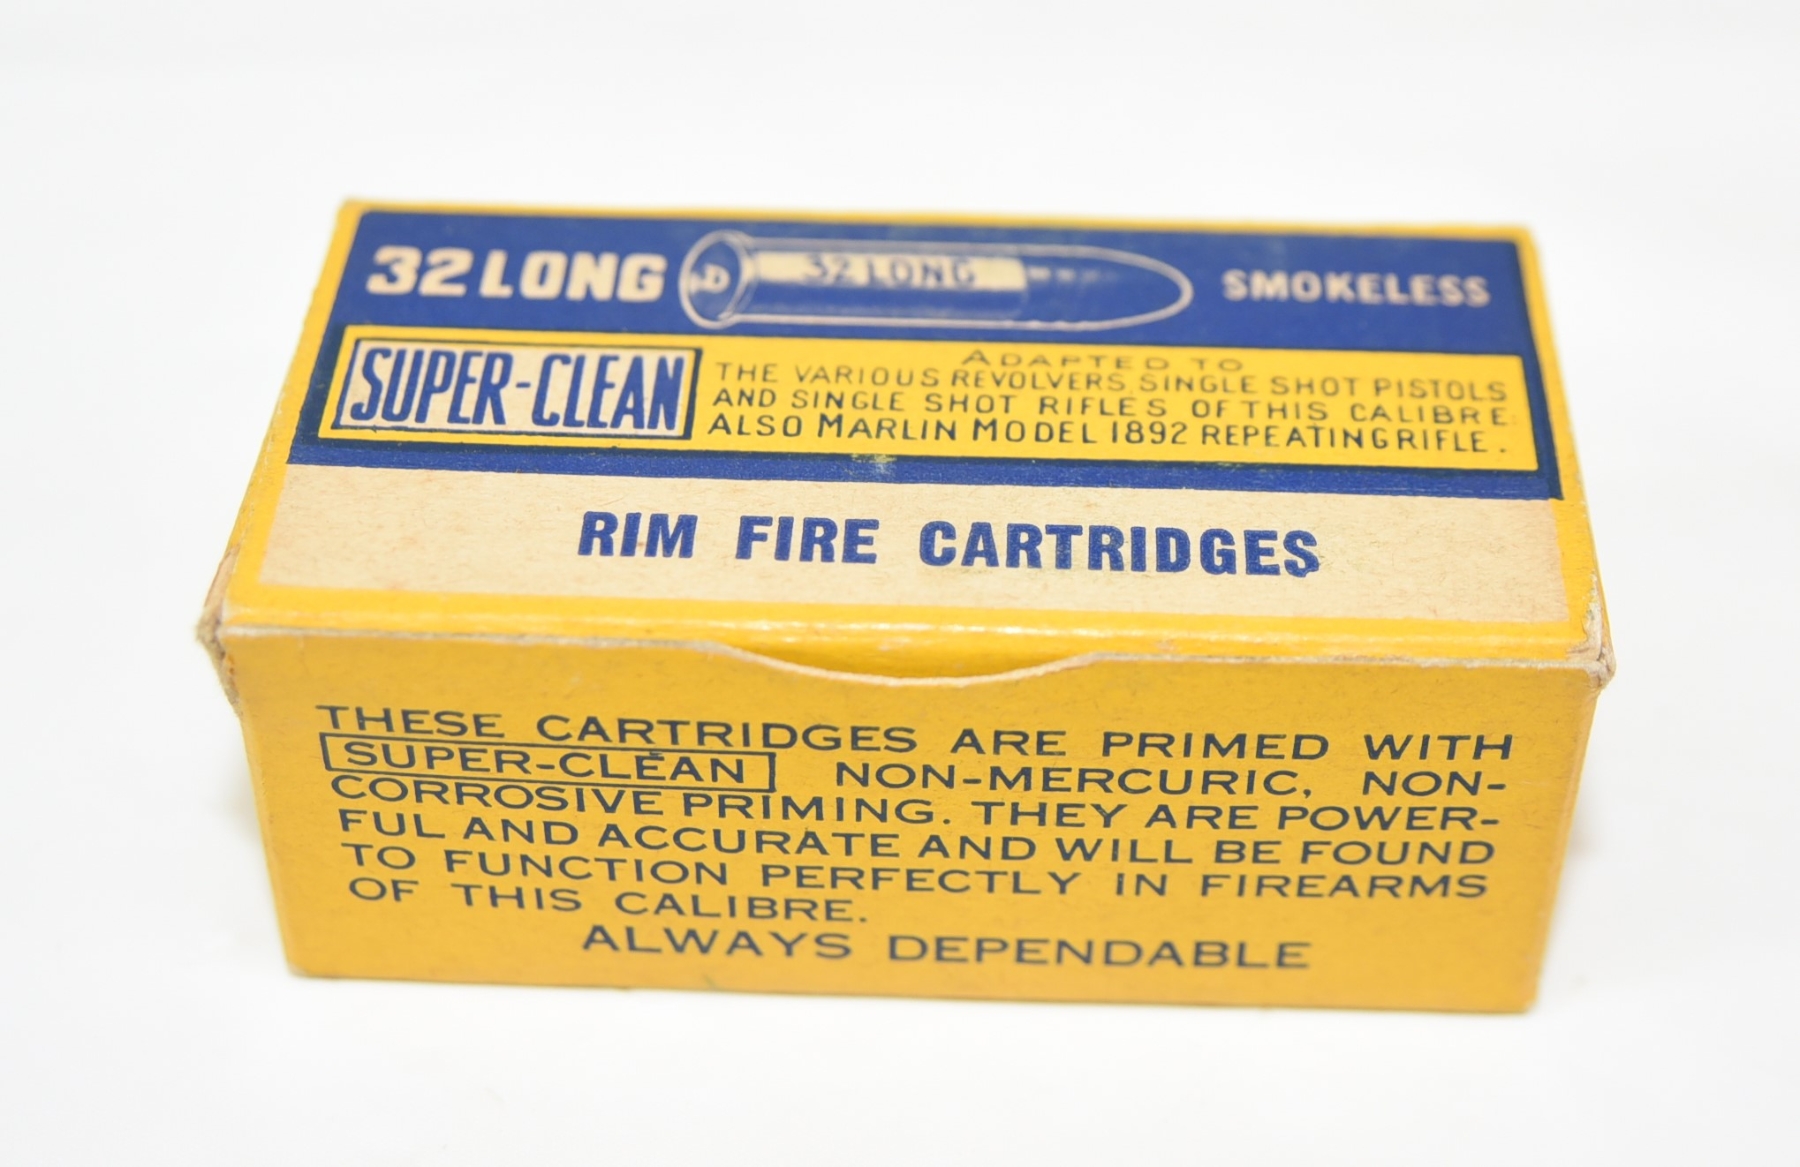 32 LONG
D
32 LONG
SMOKELESS
SUPER-CLEAN
ADAPTED TO
THE VARIOUS REVOLVERS, SINGLE SHOT PISTOLS
AND SINGLE SHOT RIFLES OF THIS CALIBRE
ALSO MARLIN MODEL 1892 REPEATING RIFLE.
RIM FIRE CARTRIDGES
THESE CARTRIDGES ARE PRIMED WITH
SUPER-CLEAN NON-MERCURIC, NON-
CORROSIVE PRIMING. THEY ARE POWER-
FUL AND ACCURATE AND WILL BE FOUND
TO FUNCTION PERFECTLY IN FIREARMS
OF THIS CALIBRE.
ALWAYS DEPENDABLE